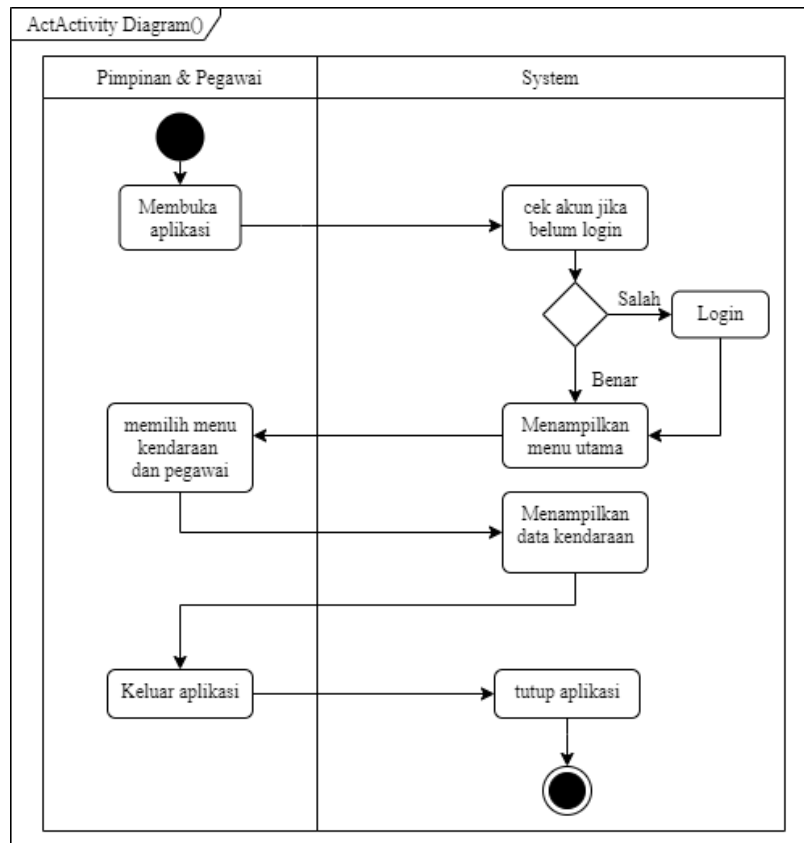 ActActivity Diagram()
Pimpinan & Pegawai
System
Membuka
aplikasi
cek akun jika
belum login
Salah
Login
Benar
Menampilkan
menu utama
memilih menu
kendaraan
dan pegawai
Menampilkan
data kendaraan
Keluar aplikasi
tutup aplikasi